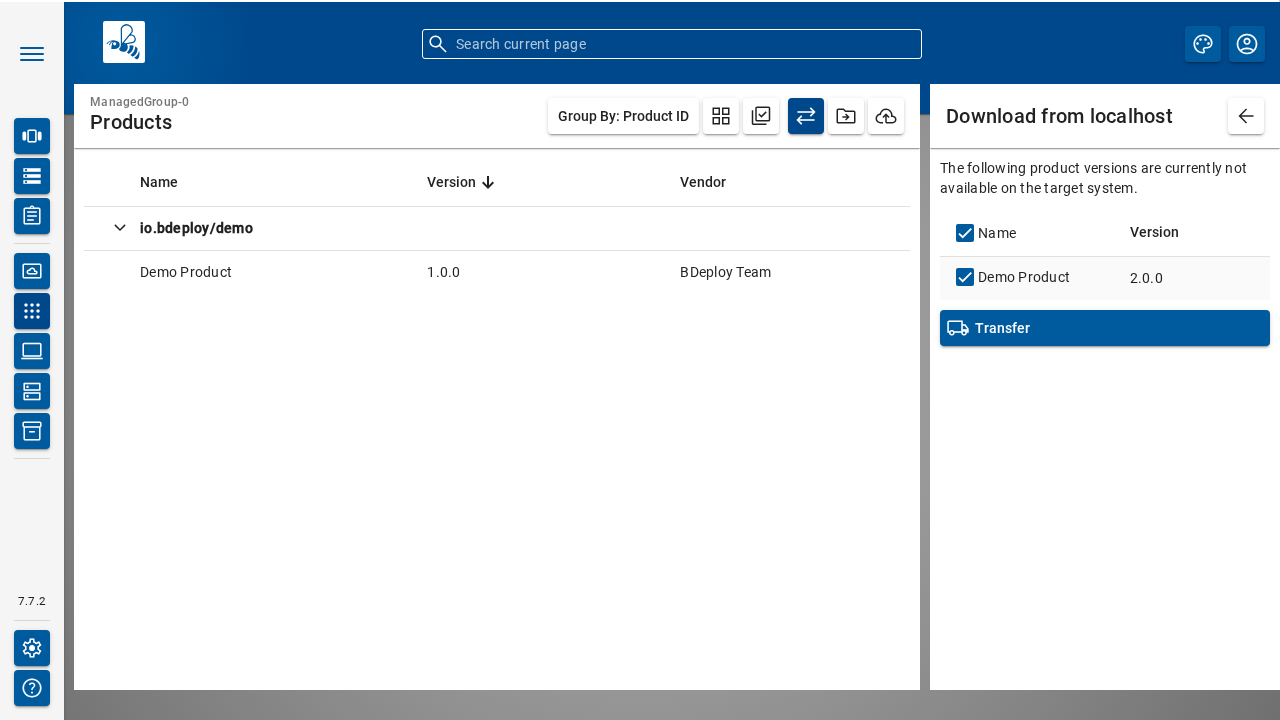 Search current page
ManagedGroup-0
Products
Group By: Product ID
Name Version Vendor
io.bdeploy/demo
Demo Product 1.0.0 BDeploy Team
Download from localhost
The following product versions are currently not
available on the target system.
Name Version
Demo Product 2.0.0
Transfer
7.7.2